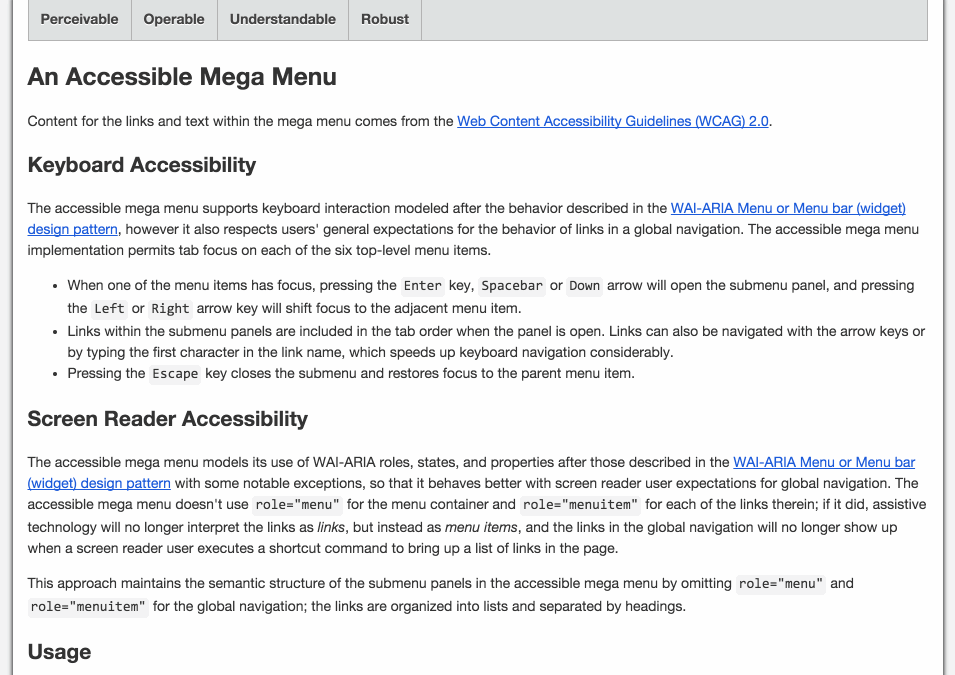 Perceivable Operable Understandable Robust
An Accessible Mega Menu
Content for the links and text within the mega menu comes from the Web Content Accessibility Guidelines (WCAG) 2.0.
Keyboard Accessibility
The accessible mega menu supports keyboard interaction modeled after the behavior described in the WAI-ARIA Menu or Menu bar (widget)
design pattern, however it also respects users' general expectations for the behavior of links in a global navigation. The accessible mega menu
implementation permits tab focus on each of the six top-level menu items.
• When one of the menu items has focus, pressing the Enter key, Spacebar or Down arrow will open the submenu panel, and pressing
the Left or Right arrow key will shift focus to the adjacent menu item.
• Links within the submenu panels are included in the tab order when the panel is open. Links can also be navigated with the arrow keys or
by typing the first character in the link name, which speeds up keyboard navigation considerably.
• Pressing the Escape key closes the submenu and restores focus to the parent menu item.
Screen Reader Accessibility
The accessible mega menu models its use of WAI-ARIA roles, states, and properties after those described in the WAI-ARIA Menu or Menu bar
(widget) design pattern with some notable exceptions, so that it behaves better with screen reader user expectations for global navigation. The
accessible mega menu doesn't use role="menu" for the menu container and role="menuitem" for each of the links therein; if it did, assistive
technology will no longer interpret the links as links, but instead as menu items, and the links in the global navigation will no longer show up
when a screen reader user executes a shortcut command to bring up a list of links in the page.
This approach maintains the semantic structure of the submenu panels in the accessible mega menu by omitting role="menu" and
role="menuitem" for the global navigation; the links are organized into lists and separated by headings.
Usage